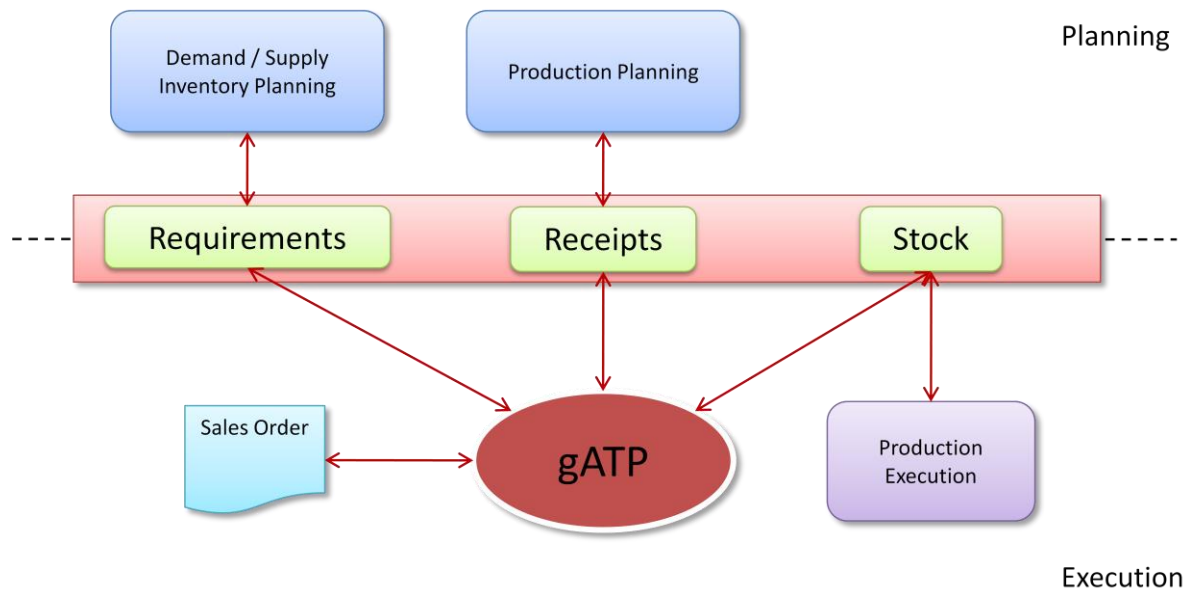 Planning
Demand / Supply
Inventory Planning
Production Planning
Requirements
Receipts
Stock
Sales Order
gATP
Production
Execution
Execution